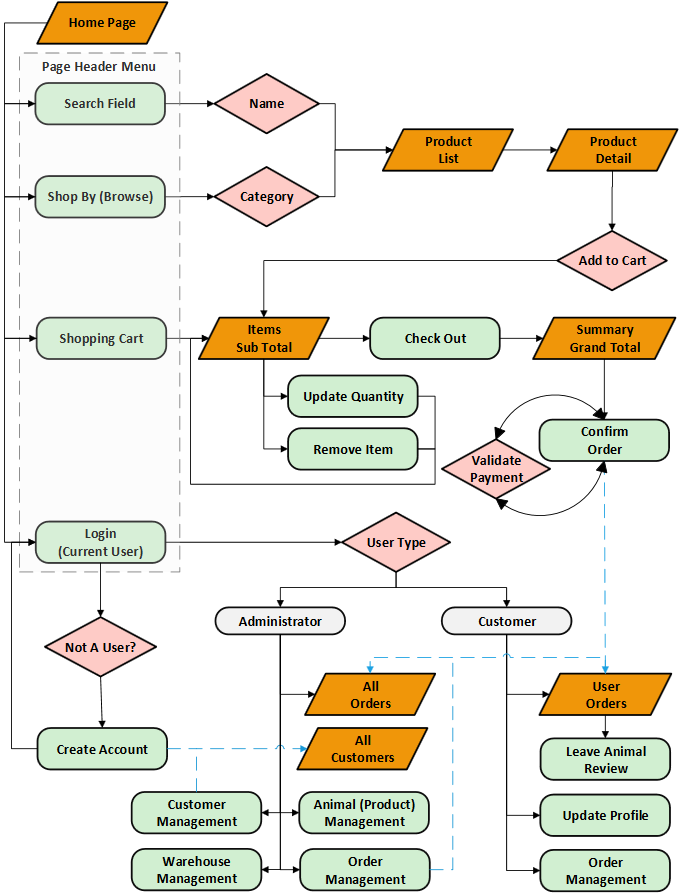 Home Page
Page Header Menu
Search Field
Name
Product
List
Product
Detail
Shop By (Browse)
Category
Add to Cart
Shopping Cart
Items
Sub Total
Check Out
Summary
Grand Total
Update Quantity
Remove Item
Validate
Payment
Confirm
Order
Login
(Current User)
User Type
Administrator
Customer
Not A User?
All
Orders
User
Orders
Create Account
All
Customers
Leave Animal
Review
Customer
Management
Animal (Product)
Management
Update Profile
Warehouse
Management
Order
Management
Order
Management